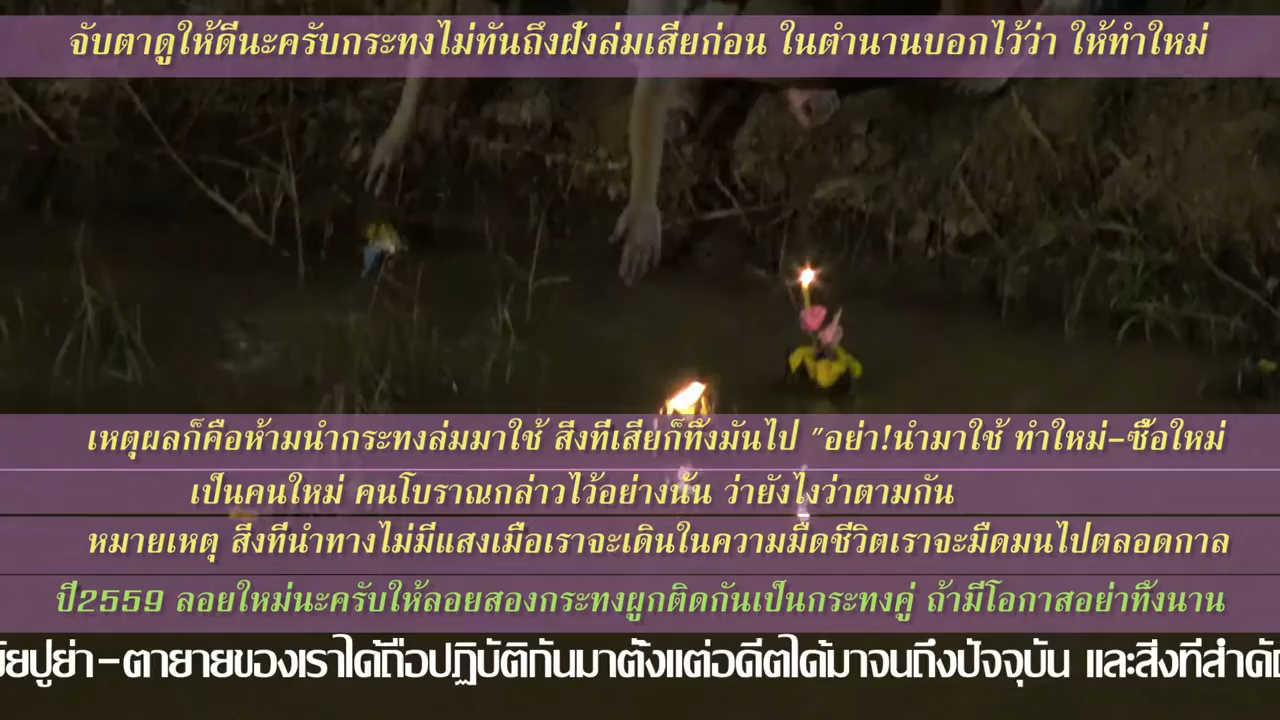 จับตาดูให้ดีนะครับกระทงไม่ทันถึงฝั่งล่มเสียก่อน ในตำนานบอกไว้ว่า ให้ทำใหม่
เหตุผลก็คือห้ามนำกระทงล่มมาใช้ สิ่งที่เสียก็ทิ้งมันไป "อย่า!นำมาใช้ ทำใหม่-ซื้อใหม่
เป็นคนใหม่ คนโบราณกล่าวไว้อย่างนั้น ว่ายังไงว่าตามกัน
หมายเหตุ สิ่งที่นำทางไม่มีแสงเมื่อเราจะเดินในความมืดชีวิตเราจะมืดมนไปตลอดกาล
ปี2559 ลอยใหม่นะครับให้ลอยสองกระทงผูกติดกันเป็นกระทงคู่ ถ้ามีโอกาสอย่าทิ้งนาน
ปู่ย่า-ตายายของเราได้ถือปฏิบัติกันมาตั้งแต่อดีตได้มาจนถึงปัจจุบัน และสิ่งที่